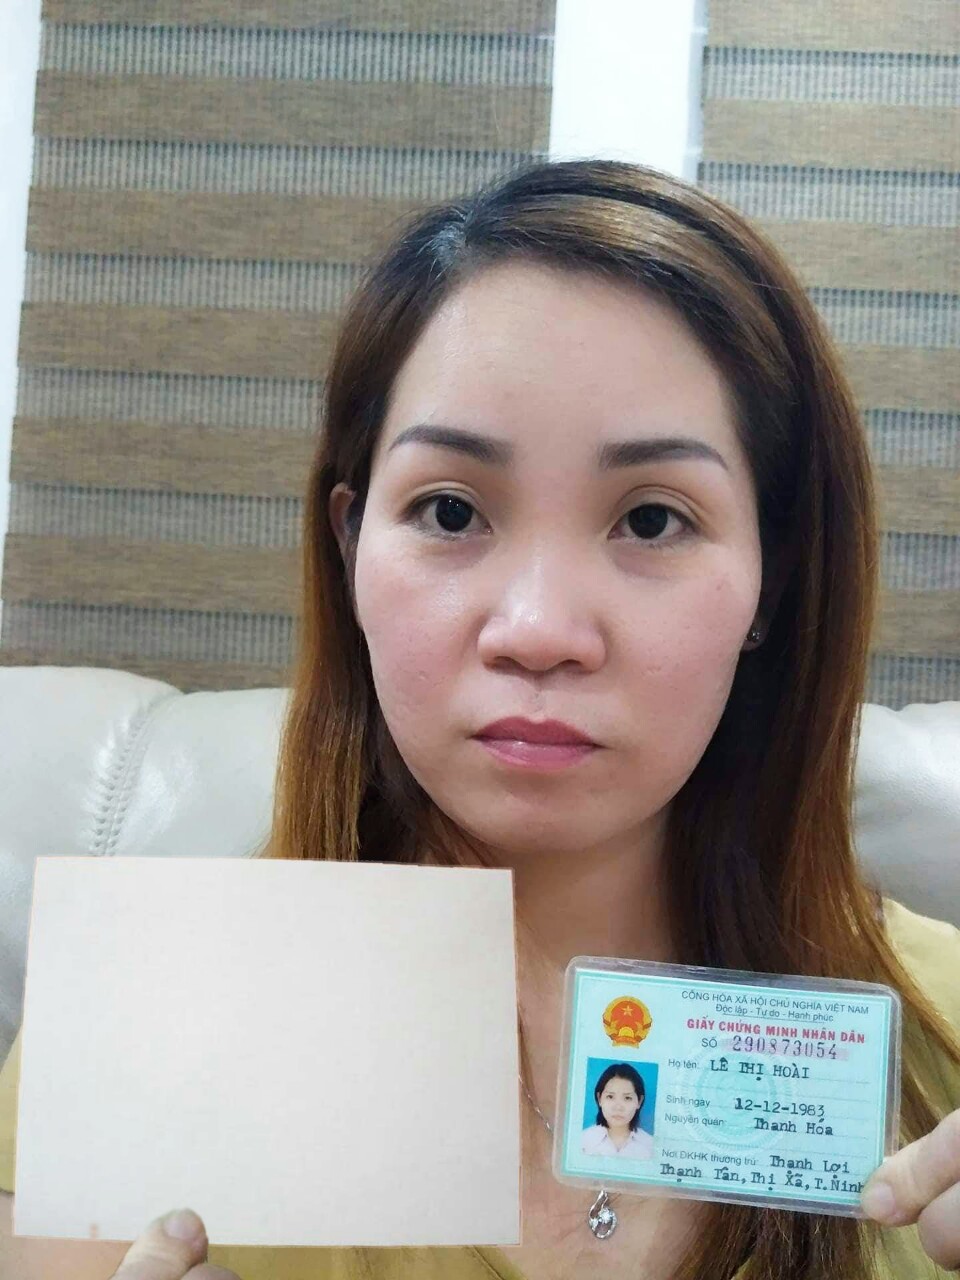 CỘNG HÒA XÃ HỘI CHỦ NGHĨA VIỆT NAM
Độc lập - Tự do - Hạnh phúc
GIẤY CHỨNG MINH NHÂN DÂN
SỐ 290873054
Họ tên: LÊ THỊ HOÀI
Sinh ngày 12-12-1983
Nguyên quán: Thanh Hóa
Nơi ĐKHK thường trú: Thạnh Lợi
Thạnh Tân, Thị Xã, T.Ninh